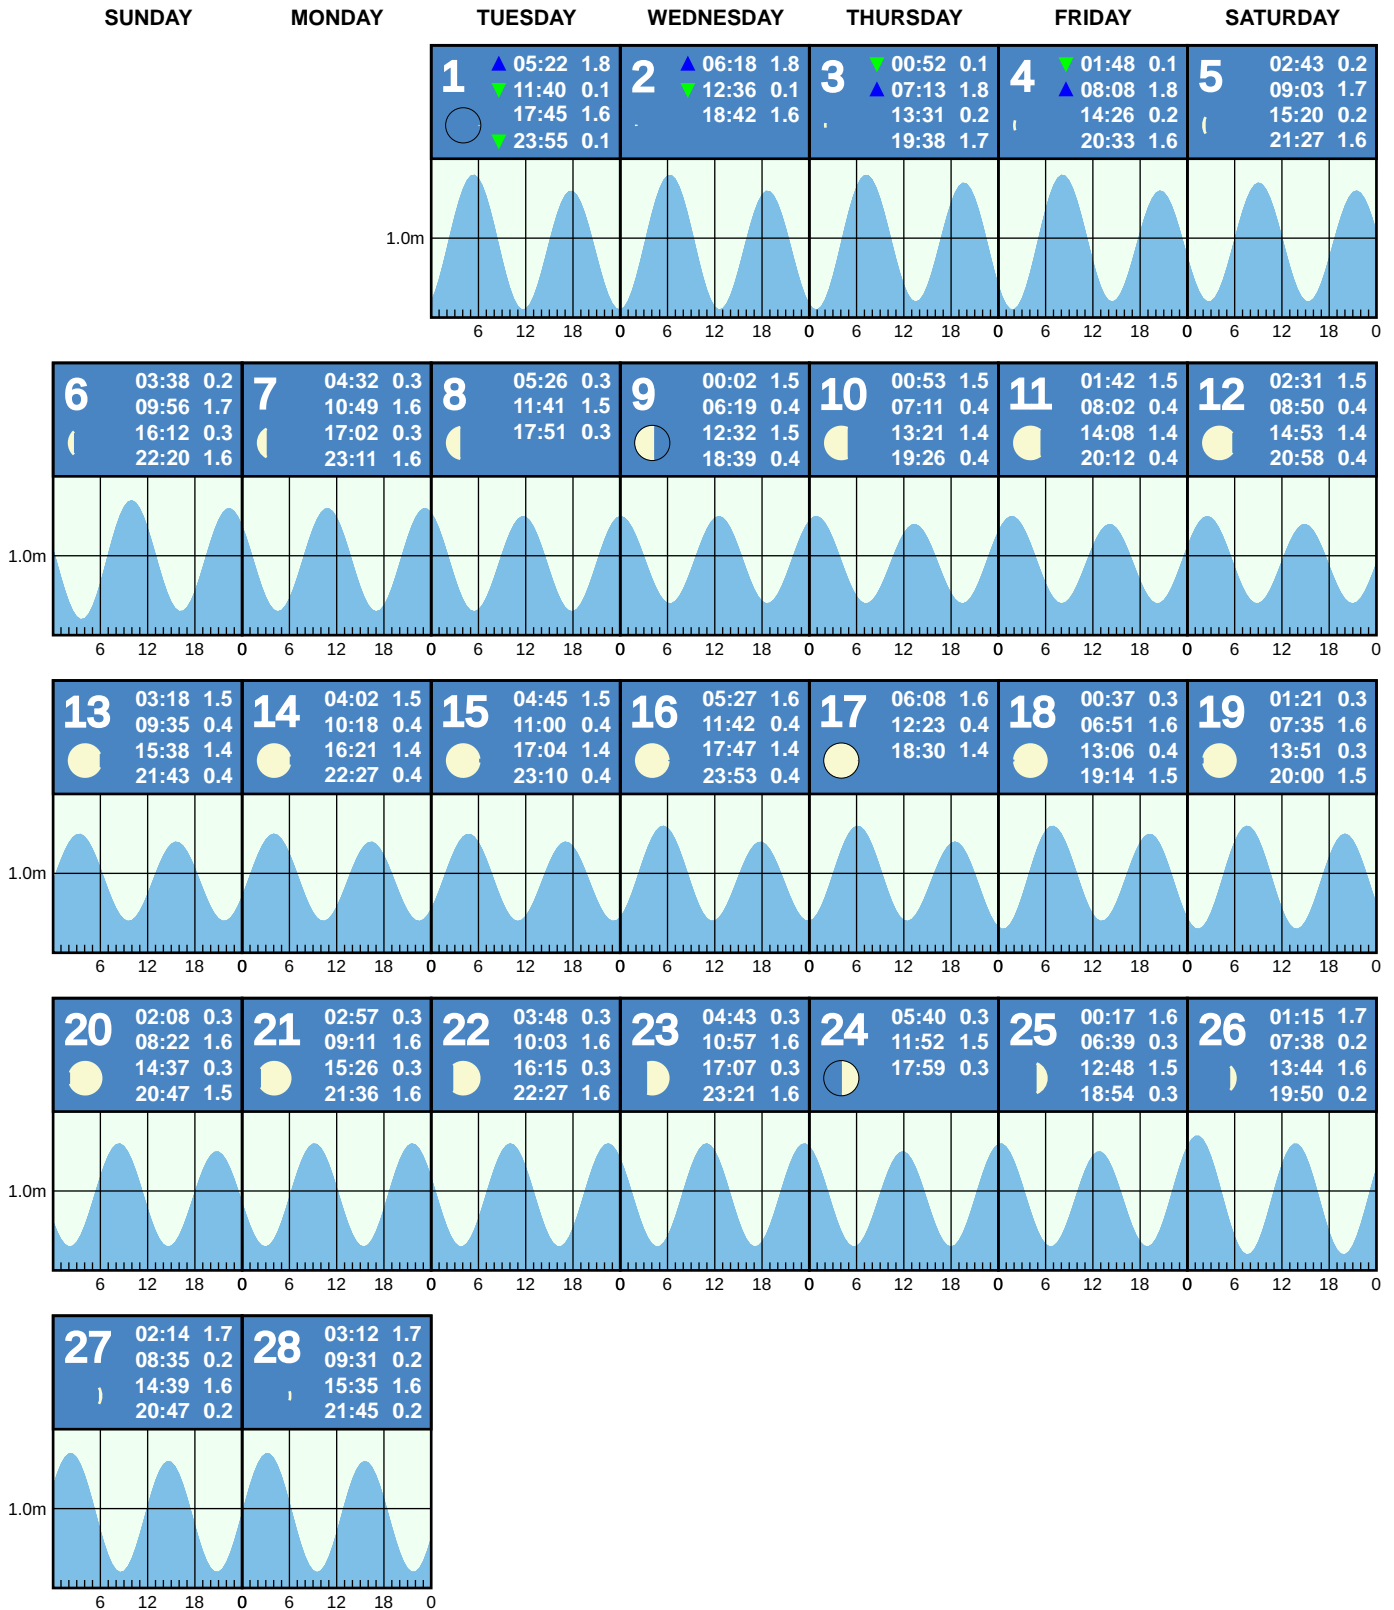 SUNDAY MONDAY TUESDAY WEDNESDAY THURSDAY FRIDAY SATURDAY
1 05:22 1.8
11:40 0.1
17:45 1.6
23:55 0.1
2 06:18 1.8
12:36 0.1
18:42 1.6
3 00:52 0.1
07:13 1.8
13:31 0.2
19:38 1.7
4 01:48 0.1
08:08 1.8
14:26 0.2
20:33 1.6
5 02:43 0.2
09:03 1.7
15:20 0.2
21:27 1.6
1.0m
6 12 18 0 6 12 18 0 6 12 18 0 6 12 18 0 6 12 18 0
6 03:38 0.2
09:56 1.7
16:12 0.3
22:20 1.6
7 04:32 0.3
10:49 1.6
17:02 0.3
23:11 1.6
8 05:26 0.3
11:41 1.5
17:51 0.3
9 00:02 1.5
06:19 0.4
12:32 1.5
18:39 0.4
10 00:53 1.5
07:11 0.4
13:21 1.4
19:26 0.4
11 01:42 1.5
08:02 0.4
14:08 1.4
20:12 0.4
12 02:31 1.5
08:50 0.4
14:53 1.4
20:58 0.4
1.0m
6 12 18 0 6 12 18 0 6 12 18 0 6 12 18 0 6 12 18 0 6 12 18 0 6 12 18 0
13 03:18 1.5
09:35 0.4
15:38 1.4
21:43 0.4
14 04:02 1.5
10:18 0.4
16:21 1.4
22:27 0.4
15 04:45 1.5
11:00 0.4
17:04 1.4
23:10 0.4
16 05:27 1.6
11:42 0.4
17:47 1.4
23:53 0.4
17 06:08 1.6
12:23 0.4
18:30 1.4
18 00:37 0.3
06:51 1.6
13:06 0.4
19:14 1.5
19 01:21 0.3
07:35 1.6
13:51 0.3
20:00 1.5
1.0m
6 12 18 0 6 12 18 0 6 12 18 0 6 12 18 0 6 12 18 0 6 12 18 0 6 12 18 0
20 02:08 0.3
08:22 1.6
14:37 0.3
20:47 1.5
21 02:57 0.3
09:11 1.6
15:26 0.3
21:36 1.6
22 03:48 0.3
10:03 1.6
16:15 0.3
22:27 1.6
23 04:43 0.3
10:57 1.6
17:07 0.3
23:21 1.6
24 05:40 0.3
11:52 1.5
17:59 0.3
25 00:17 1.6
06:39 0.3
12:48 1.5
18:54 0.3
26 01:15 1.7
07:38 0.2
13:44 1.6
19:50 0.2
1.0m
6 12 18 0 6 12 18 0 6 12 18 0 6 12 18 0 6 12 18 0 6 12 18 0 6 12 18 0
27 02:14 1.7
08:35 0.2
14:39 1.6
20:47 0.2
28 03:12 1.7
09:31 0.2
15:35 1.6
21:45 0.2
1.0m
6 12 18 0 6 12 18 0